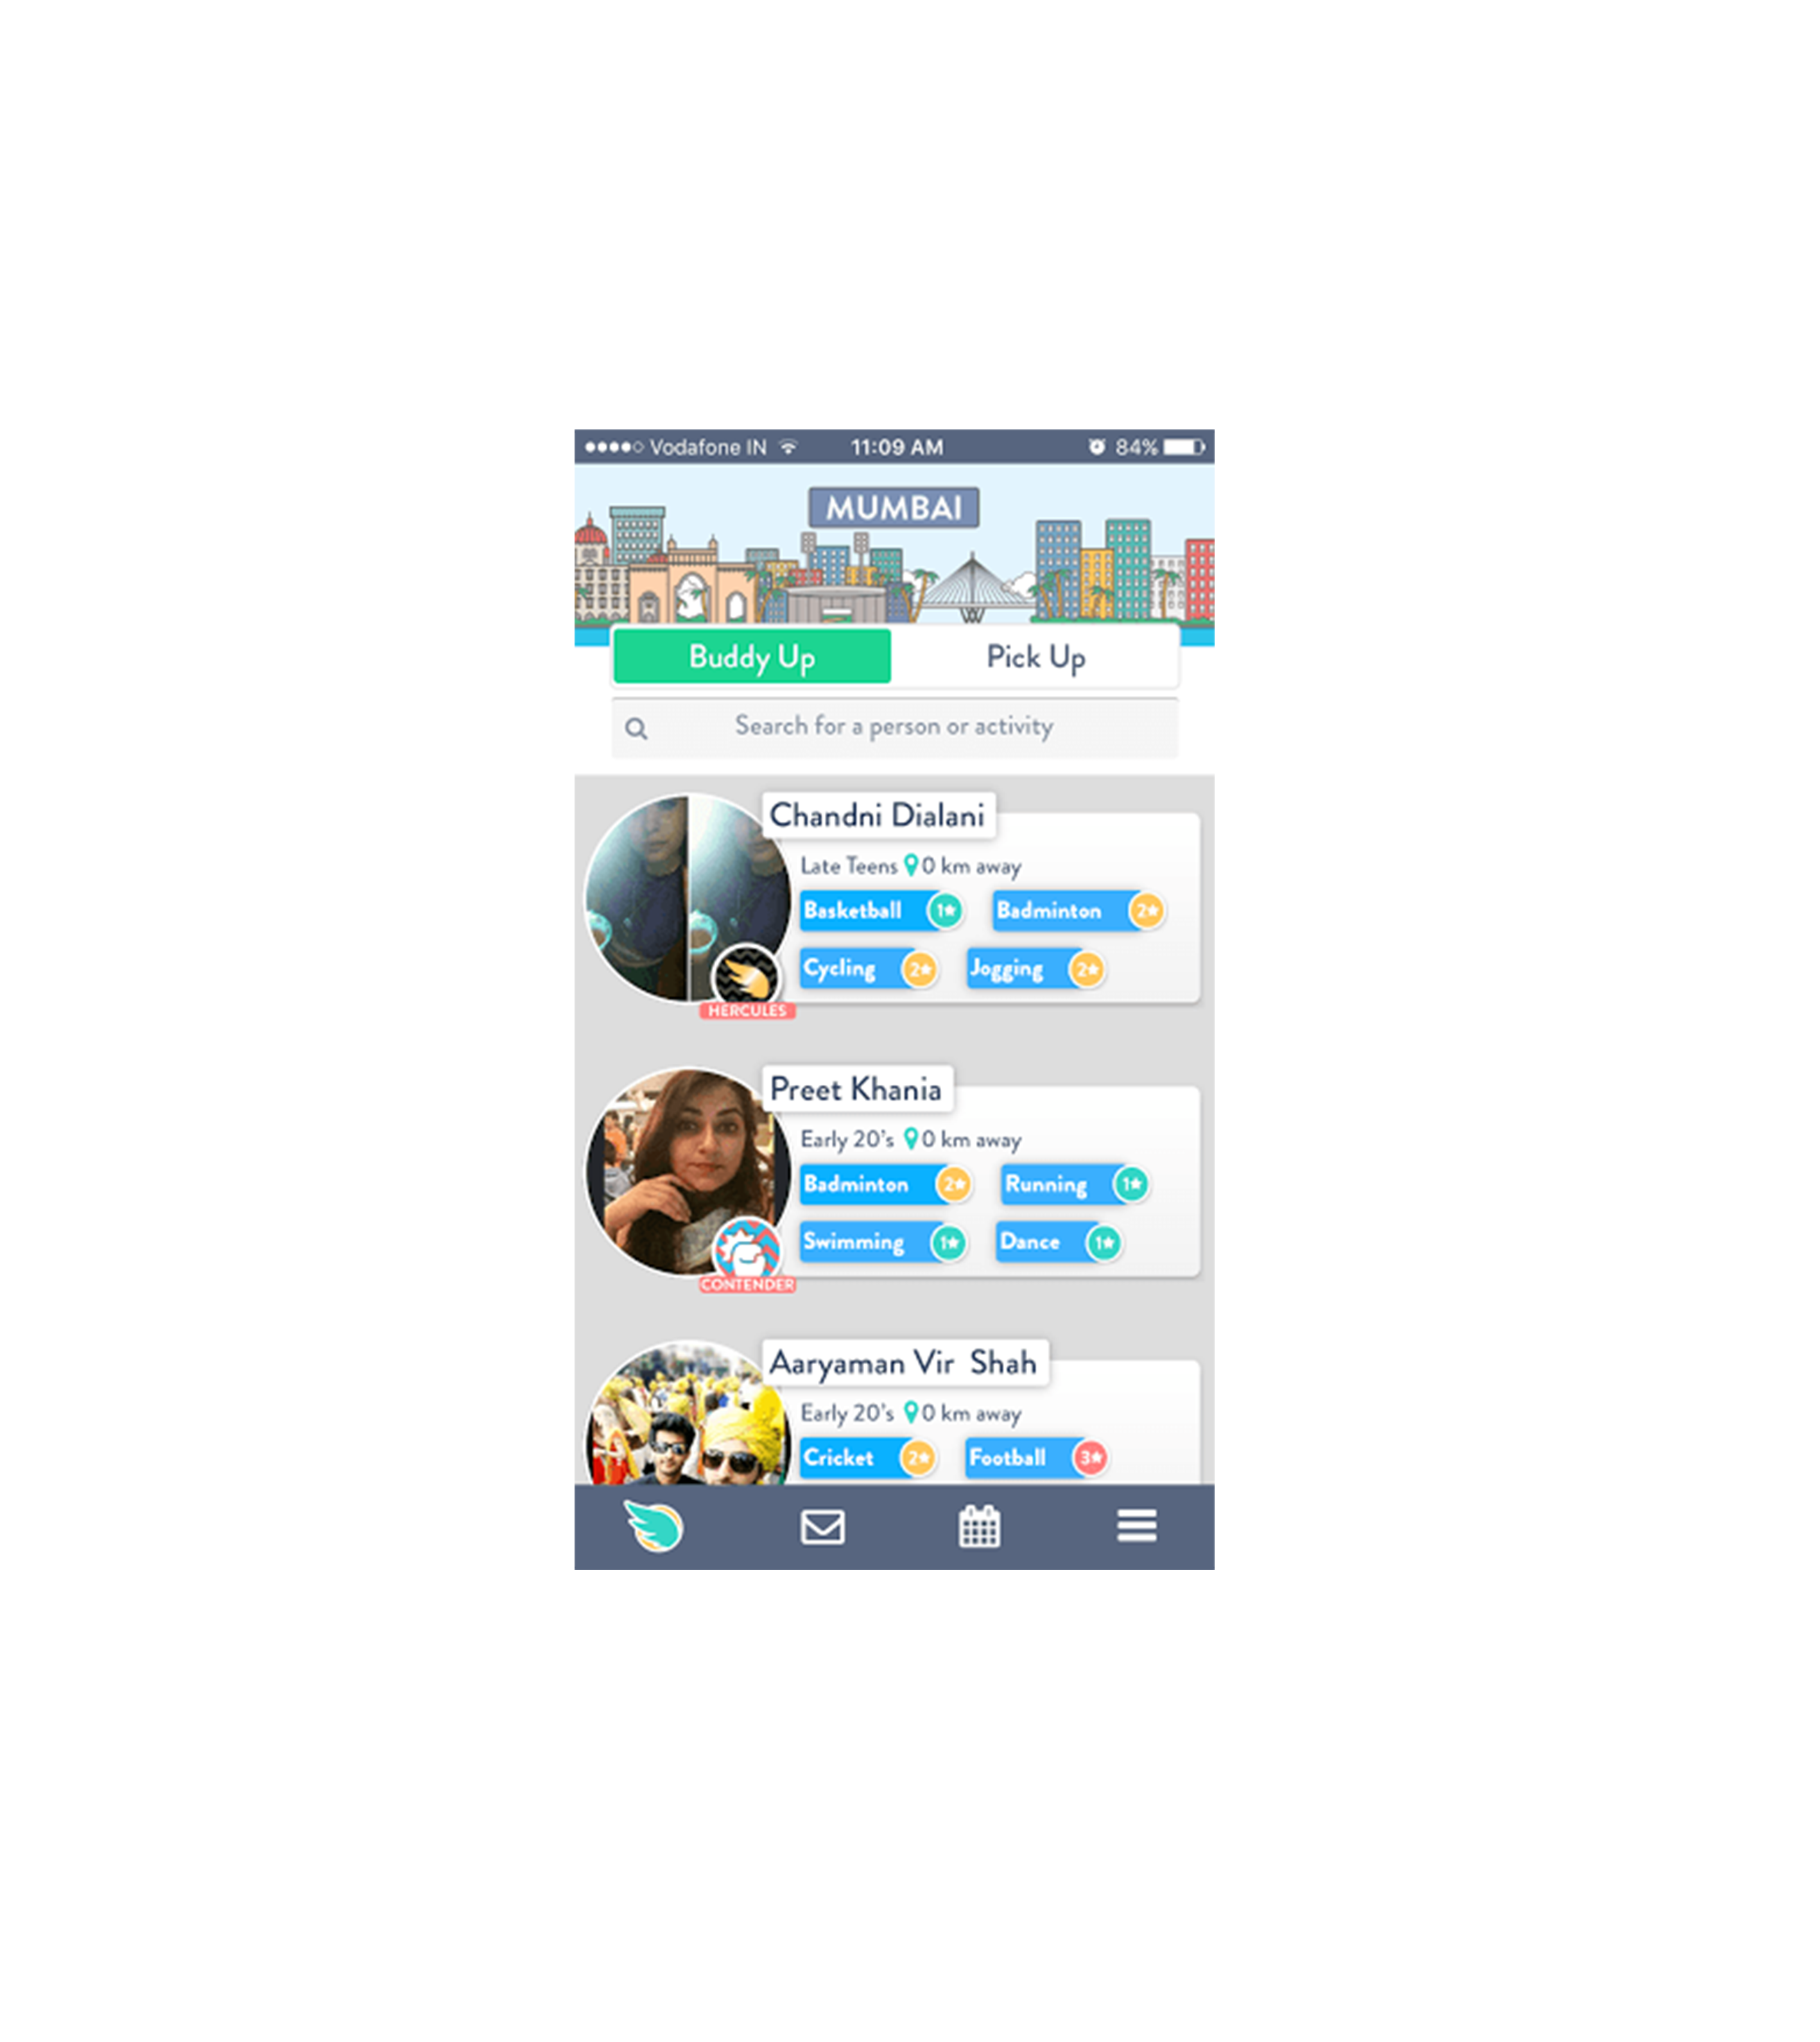 Vodafone IN 11:09 AM 84%
MUMBAI
Buddy Up Pick Up
Search for a person or activity
Chandni Dialani
Late Teens 0 km away
Basketball 1★ Badminton 2★
Cycling 2★ Jogging 2★
HERCULES
Preet Khania
Early 20's 0 km away
Badminton 2★ Running 1★
Swimming 1★ Dance 1★
CONTENDER
Aaryaman Vir Shah
Early 20's 0 km away
Cricket 2★ Football 3★